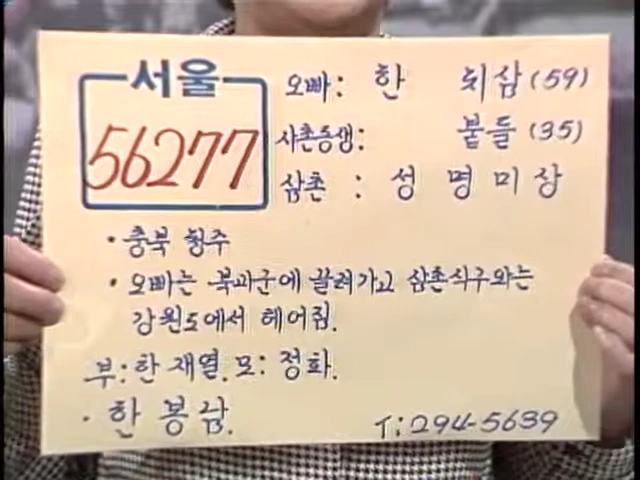 서울
56277
오빠: 한 되삼 (59)
사촌동생: 붙들 (35)
삼촌: 성명미상
· 충북 청주
· 오빠는 북괴군에 끌려가고 삼촌식구와는
강원도에서 헤어짐.
부: 한재열. 모: 정화.
· 한봉삼.
T: 294-5639